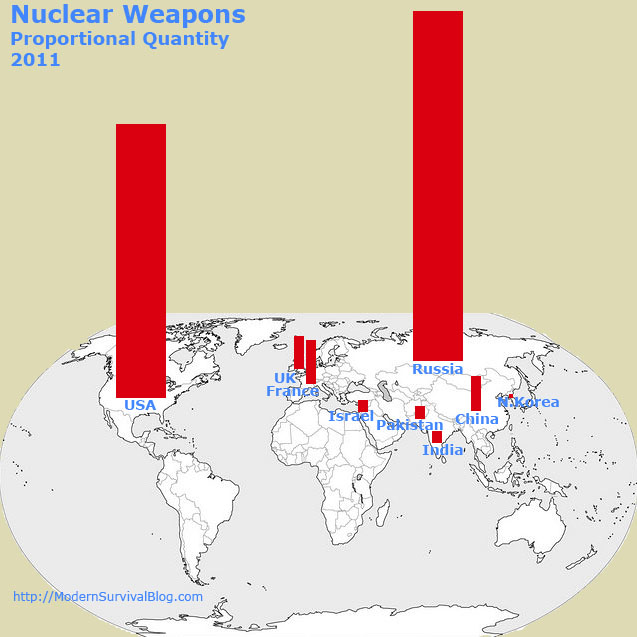 Nuclear Weapons
Proportional Quantity
2011
Russia
UK
France
USA
Israel
N.Korea
Pakistan
China
India
http://ModernSurvivalBlog.com